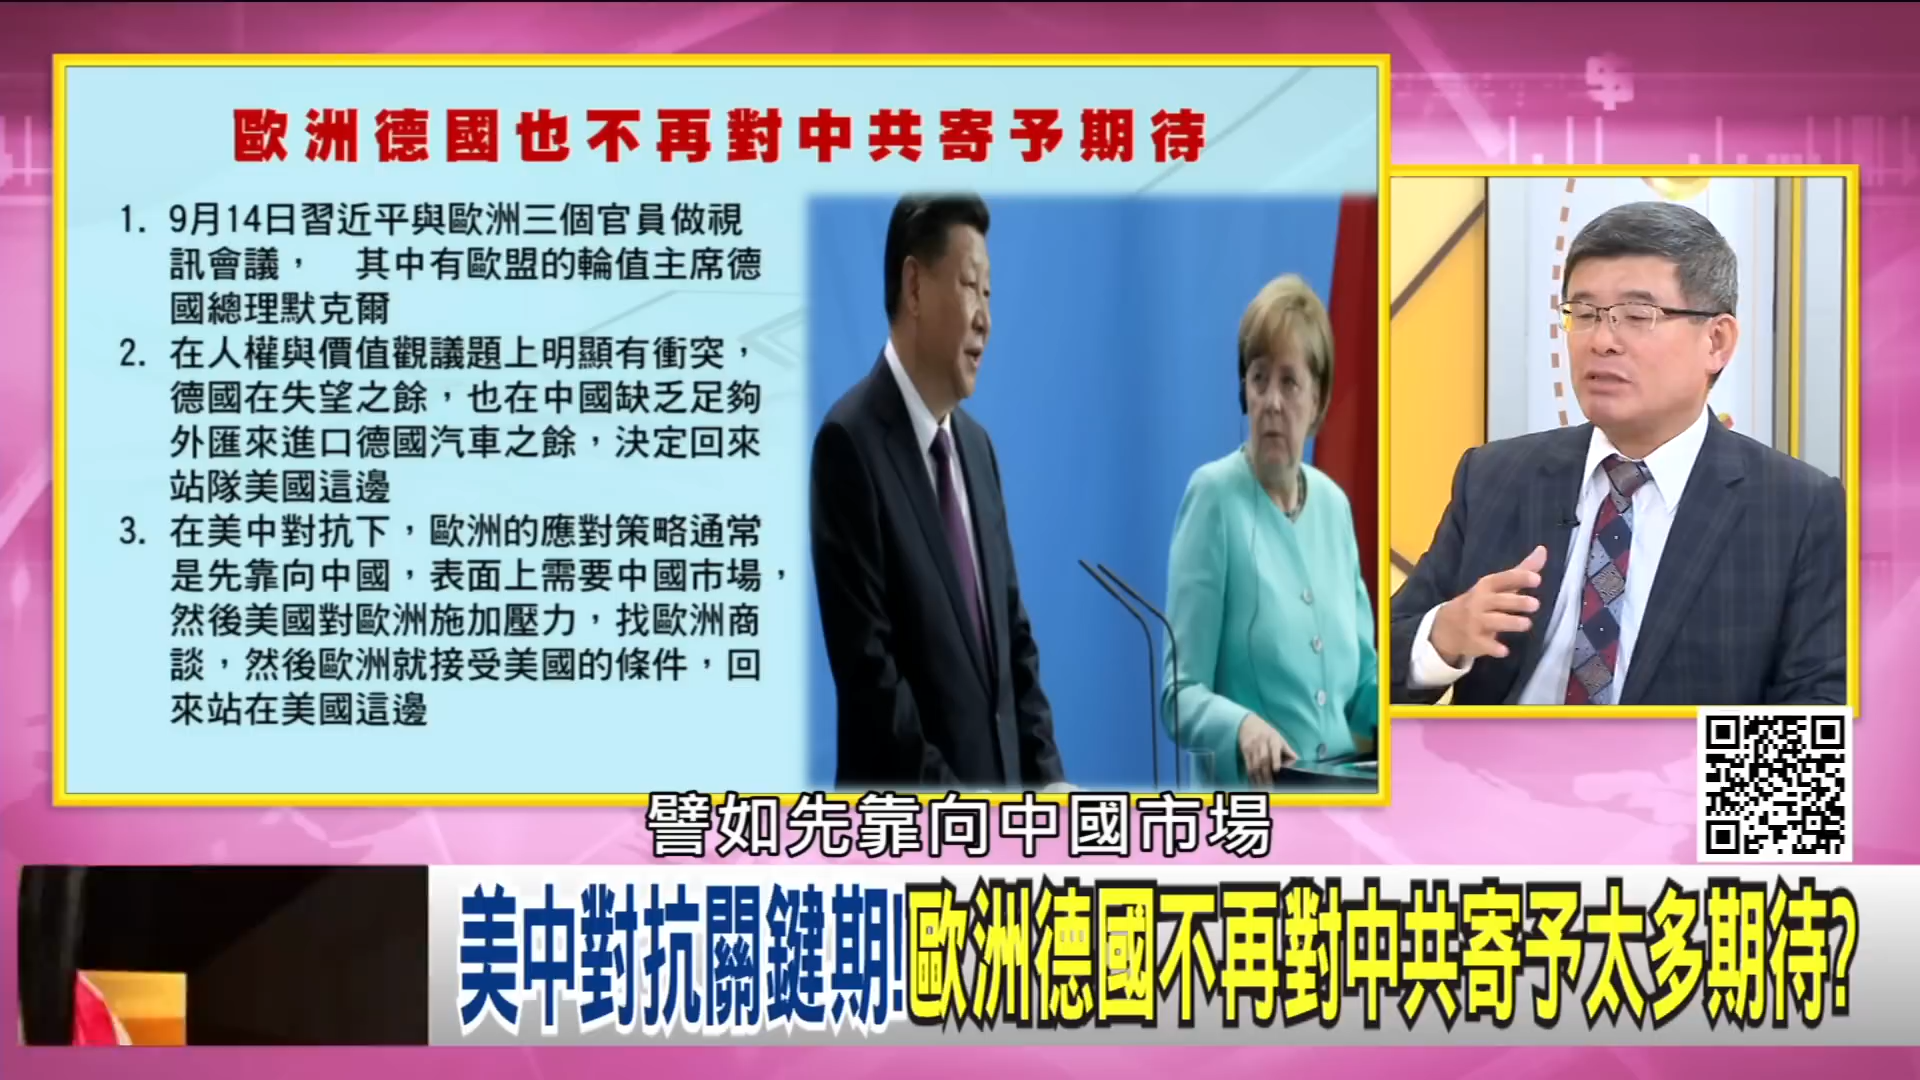 歐洲德國也不再對中共寄予期待
1. 9月14日習近平與歐洲三個官員做視
訊會議， 其中有歐盟的輪值主席德
國總理默克爾
2. 在人權與價值觀議題上明顯有衝突，
德國在失望之餘，也在中國缺乏足夠
外匯來進口德國汽車之餘，決定回來
站隊美國這邊
3. 在美中對抗下，歐洲的應對策略通常
是先靠向中國，表面上需要中國市場，
然後美國對歐洲施加壓力，找歐洲商
談，然後歐洲就接受美國的條件，回
來站在美國這邊
譬如先靠向中國市場
美中對抗關鍵期!歐洲德國不再對中共寄予太多期待?